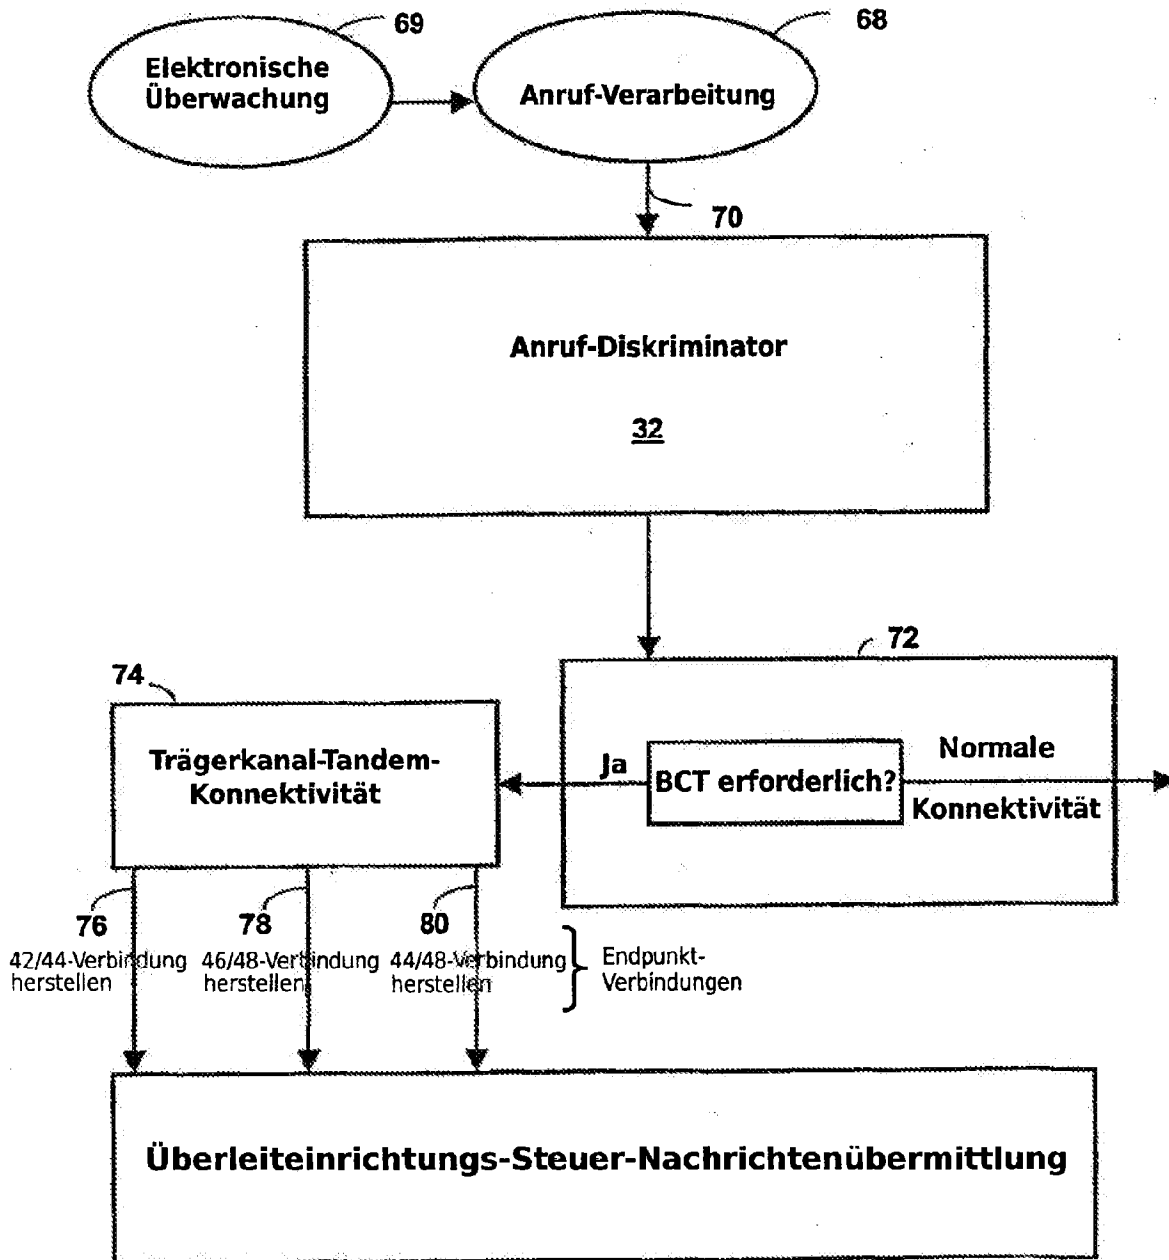 69
68
Elektronische
Überwachung
Anruf-Verarbeitung
70
Anruf-Diskriminator
32
72
74
Trägerkanal-Tandem-
Konnektivität
Ja
BCT erforderlich?
Normale
Konnektivität
76
78
80
42/44-Verbindung
herstellen
46/48-Verbindung
herstellen
44/48-Verbindung
herstellen
Endpunkt-
Verbindungen
Überleiteinrichtungs-Steuer-Nachrichtenübermittlung